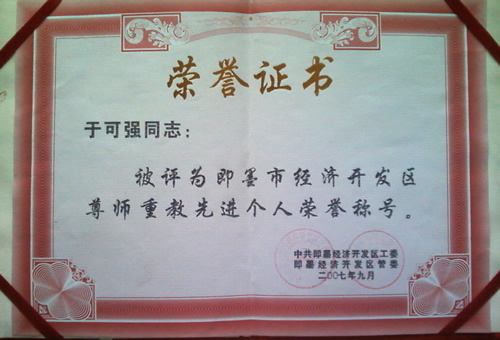 荣誉证书
于可强同志：
被评为即墨市经济开发区
尊师重教先进个人荣誉称号。
中共即墨经济开发区工委
即墨经济开发区管委
二00七年九月